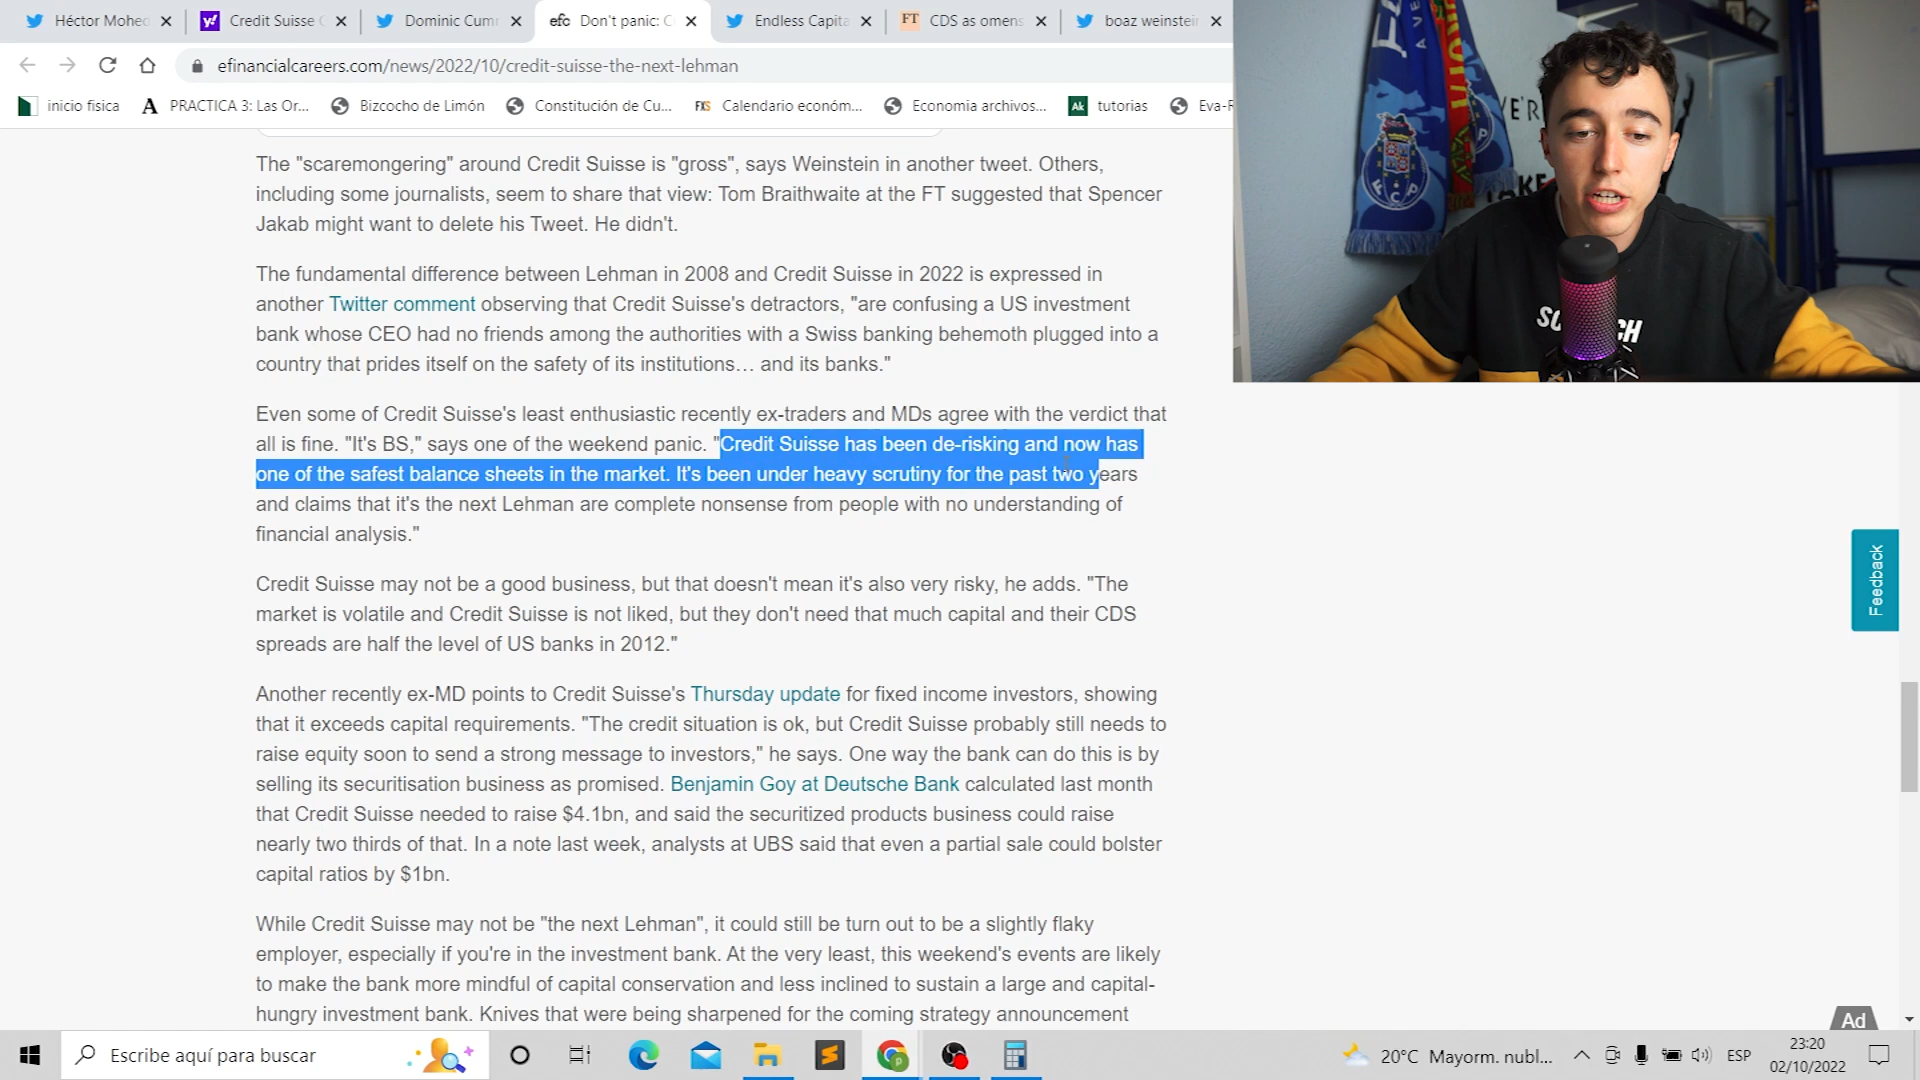 Héctor Mohed
Credit Suisse
Dominic Cum
efc Don't panic: C
Endless Capita
FT CDS as omens
boaz weinstein
efinancialcareers.com/news/2022/10/credit-suisse-the-next-lehman
inicio fisica
PRACTICA 3: Las Or...
Bizcocho de Limón
Constitución de Cu...
FXS Calendario económ...
Economia archivos...
Ak tutorias
Eva-R
The "scaremongering" around Credit Suisse is "gross", says Weinstein in another tweet. Others,
including some journalists, seem to share that view: Tom Braithwaite at the FT suggested that Spencer
Jakab might want to delete his Tweet. He didn't.
The fundamental difference between Lehman in 2008 and Credit Suisse in 2022 is expressed in
another Twitter comment observing that Credit Suisse's detractors, "are confusing a US investment
bank whose CEO had no friends among the authorities with a Swiss banking behemoth plugged into a
country that prides itself on the safety of its institutions… and its banks."
Even some of Credit Suisse's least enthusiastic recently ex-traders and MDs agree with the verdict that
all is fine. "It's BS," says one of the weekend panic. "Credit Suisse has been de-risking and now has
one of the safest balance sheets in the market. It's been under heavy scrutiny for the past two years
and claims that it's the next Lehman are complete nonsense from people with no understanding of
financial analysis."
Credit Suisse may not be a good business, but that doesn't mean it's also very risky, he adds. "The
market is volatile and Credit Suisse is not liked, but they don't need that much capital and their CDS
spreads are half the level of US banks in 2012."
Another recently ex-MD points to Credit Suisse's Thursday update for fixed income investors, showing
that it exceeds capital requirements. "The credit situation is ok, but Credit Suisse probably still needs to
raise equity soon to send a strong message to investors," he says. One way the bank can do this is by
selling its securitisation business as promised. Benjamin Goy at Deutsche Bank calculated last month
that Credit Suisse needed to raise $4.1bn, and said the securitized products business could raise
nearly two thirds of that. In a note last week, analysts at UBS said that even a partial sale could bolster
capital ratios by $1bn.
While Credit Suisse may not be "the next Lehman", it could still be turn out to be a slightly flaky
employer, especially if you're in the investment bank. At the very least, this weekend's events are likely
to make the bank more mindful of capital conservation and less inclined to sustain a large and capital-
hungry investment bank. Knives that were being sharpened for the coming strategy announcement
Feedback
Ad
Escribe aquí para buscar
20°C Mayorm. nubl...
ESP
23:20
02/10/2022